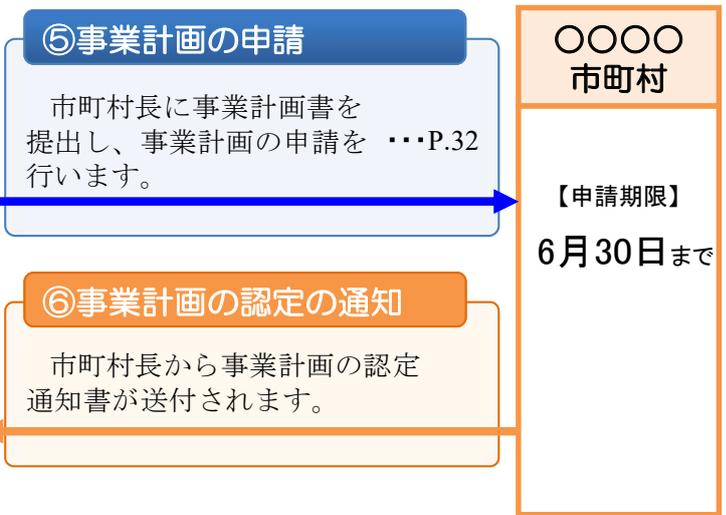 ⑤事業計画の申請
市町村長に事業計画書を
提出し、事業計画の申請を ･･･P.32
行います。
⑥事業計画の認定の通知
市町村長から事業計画の認定
通知書が送付されます。
〇〇〇〇
市町村
【申請期限】
6月30日まで